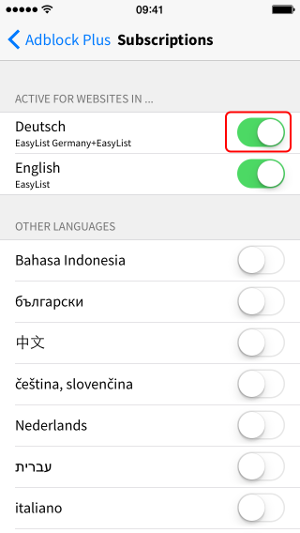 09:41
Adblock Plus Subscriptions
ACTIVE FOR WEBSITES IN ...
Deutsch
EasyList Germany+EasyList
English
EasyList
OTHER LANGUAGES
Bahasa Indonesia
български
中文
čeština, slovenčina
Nederlands
עברית
italiano